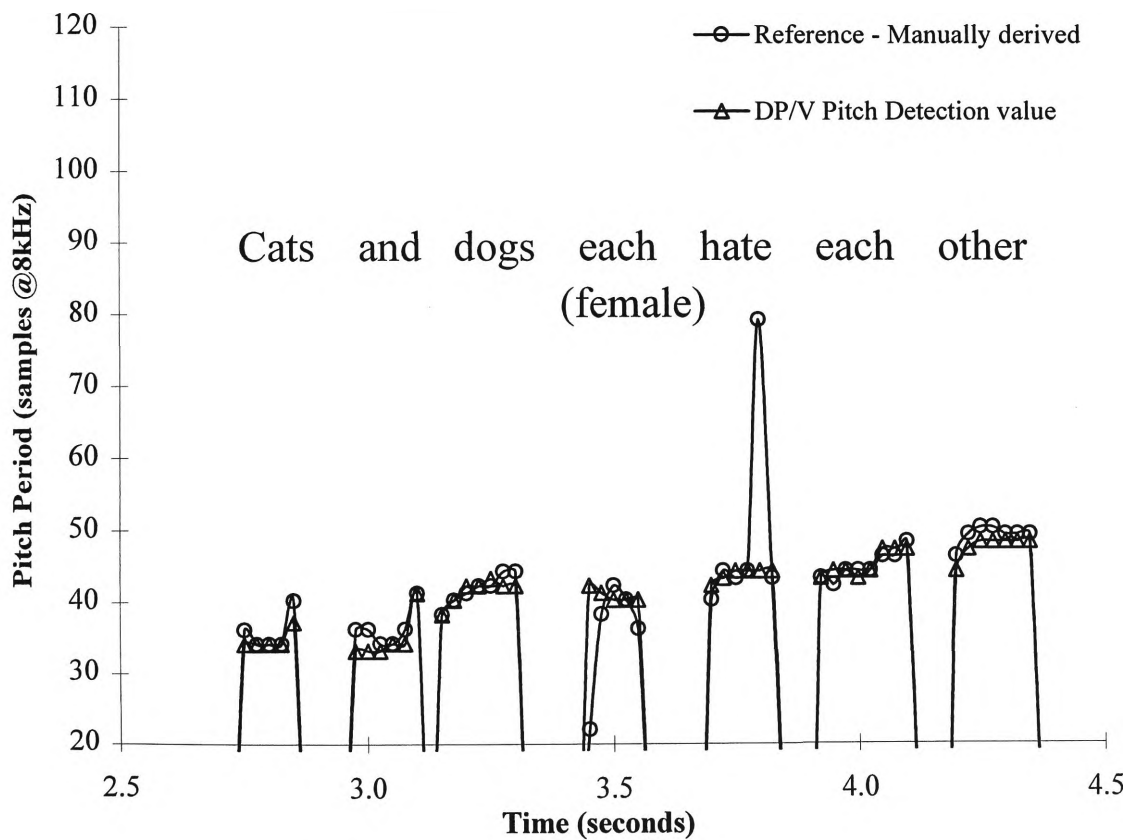 120
110
100
90
80
70
60
50
40
30
20
Pitch Period (samples @8kHz)
Reference - Manually derived
DP/V Pitch Detection value
Cats and dogs each hate each other
(female)
2.5 3.0 3.5 4.0 4.5
Time (seconds)